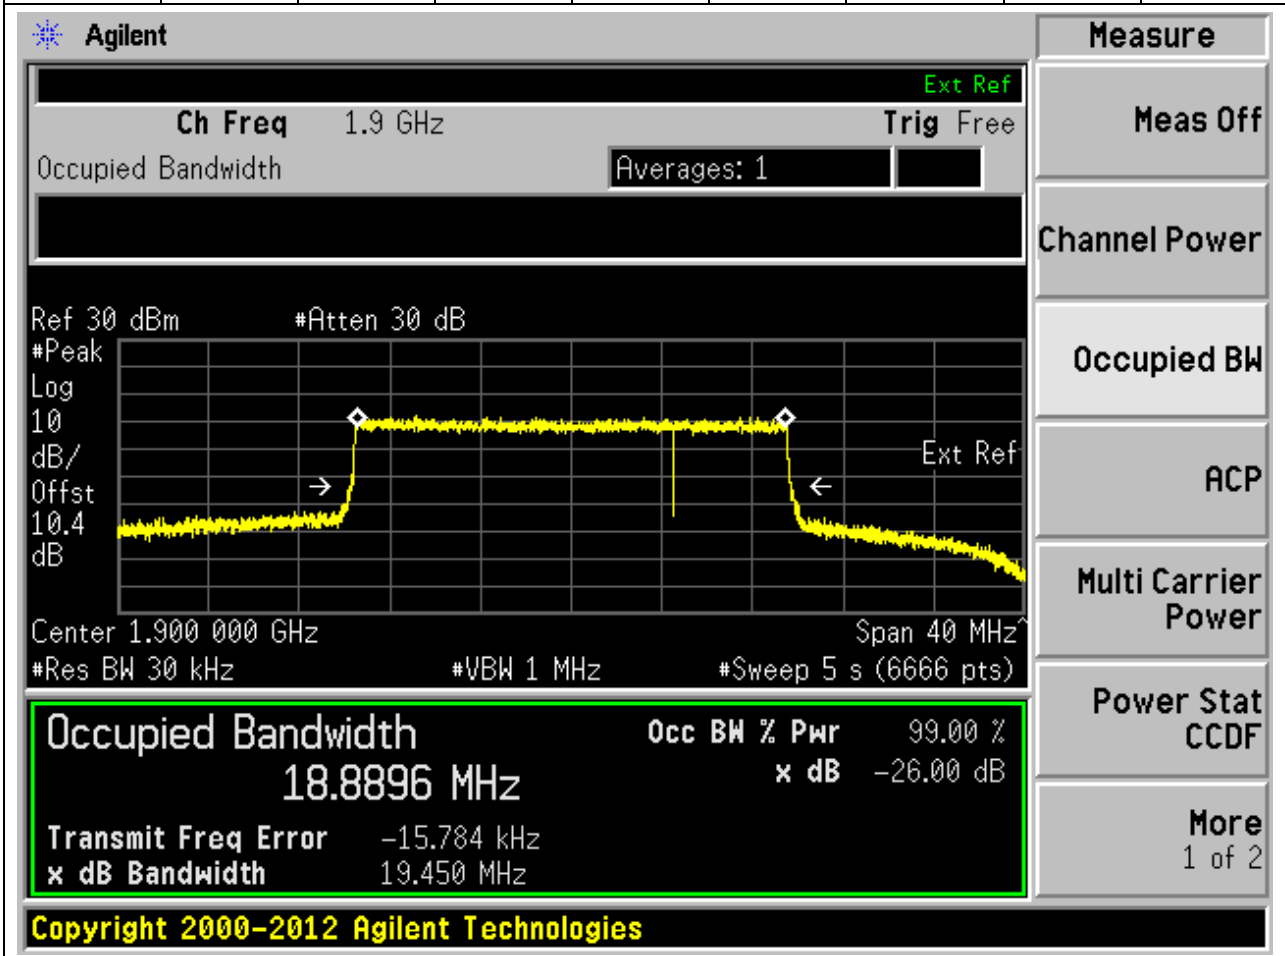 Agilent
Measure
Ext Ref
Ch Freq 1.9 GHz Trig Free
Occupied Bandwidth Averages: 1
Ref 30 dBm #Atten 30 dB
#Peak
Log
10
dB/
Offst
10.4
dB
Ext Ref
Center 1.900 000 GHz Span 40 MHz^
#Res BW 30 kHz #VBW 1 MHz #Sweep 5 s (6666 pts)
Occupied Bandwidth Occ BW % Pwr 99.00 %
18.8896 MHz x dB -26.00 dB
Transmit Freq Error -15.784 kHz
x dB Bandwidth 19.450 MHz
Copyright 2000-2012 Agilent Technologies
Meas Off
Channel Power
Occupied BW
ACP
Multi Carrier
Power
Power Stat
CCDF
More
1 of 2